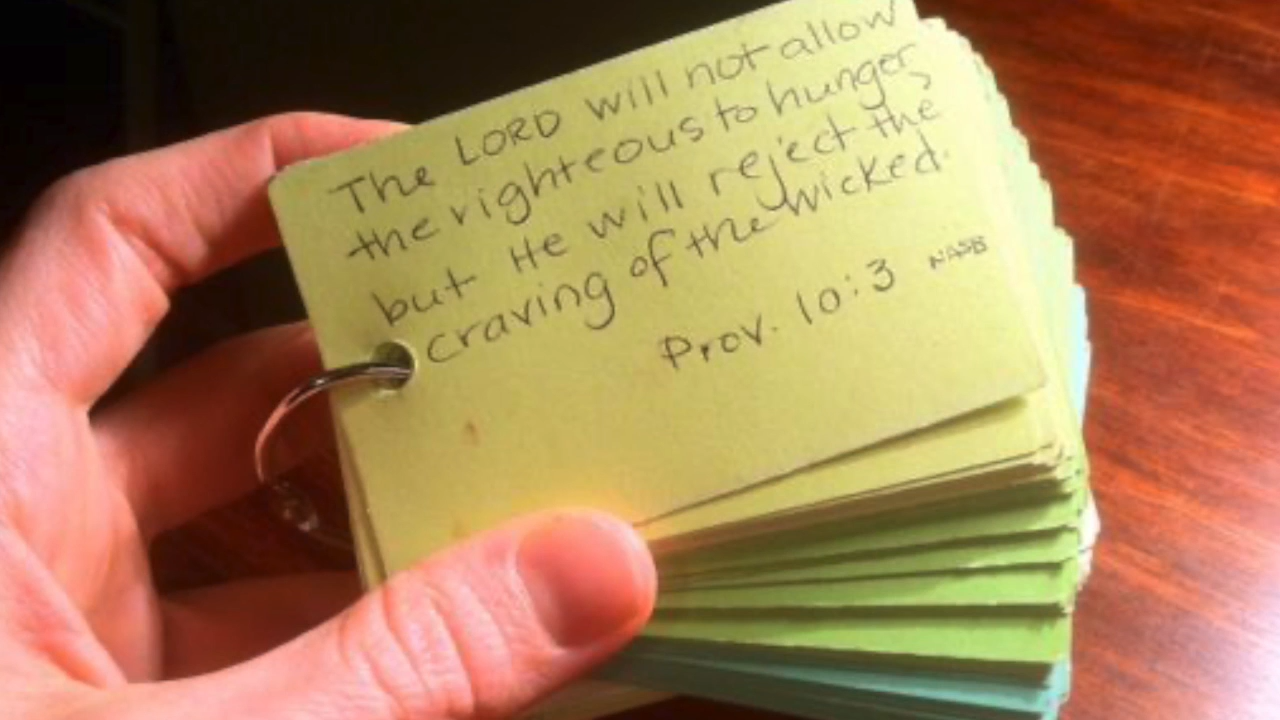 The LORD will not allow
the righteous to hunger,
but He will reject the
craving of the wicked.
Prov. 10:3 NASB